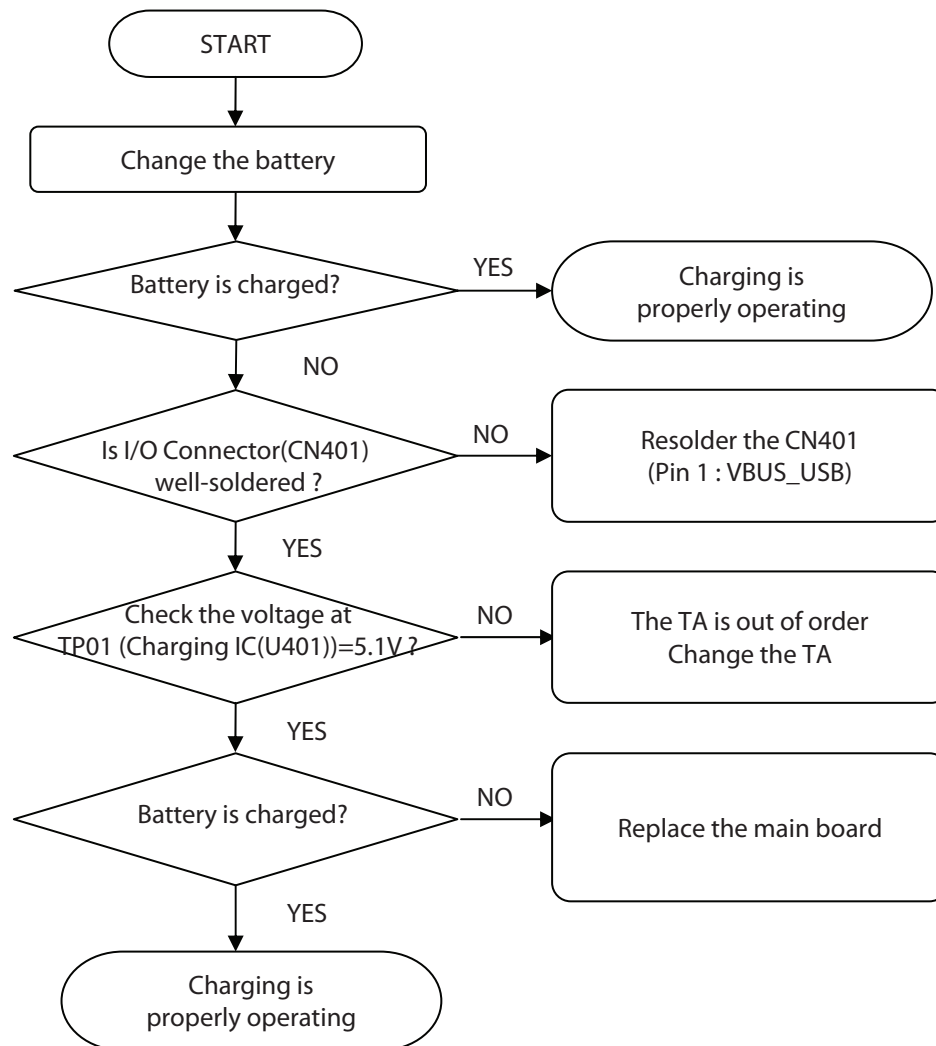 START
Change the battery
Battery is charged?
YES
Charging is
properly operating
NO
Is I/O Connector(CN401)
well-soldered ?
NO
Resolder the CN401
(Pin 1 : VBUS_USB)
YES
Check the voltage at
TP01 (Charging IC(U401))=5.1V ?
NO
The TA is out of order
Change the TA
YES
Battery is charged?
NO
Replace the main board
YES
Charging is
properly operating